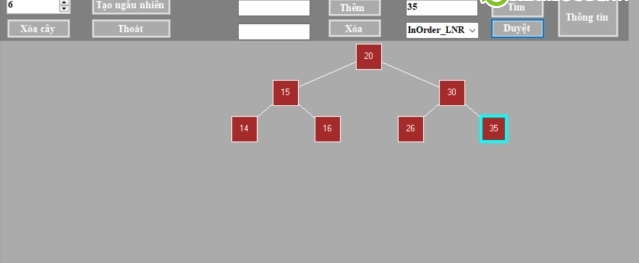 6 Tạo ngẫu nhiên Thêm 35 Tìm Thông tin
Xóa cây Thoát Xóa InOrder_LNR Duyệt
20
15 30
14 16 26 35